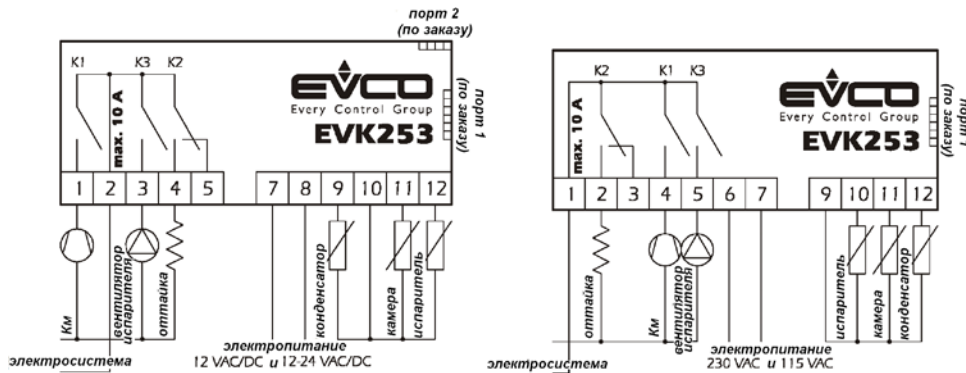 порт 2
(по заказу)
K1
K3
K2
max. 10 A
EVCO
Every Control Group
EVK253
порт 1
(по заказу)
1 2 3 4 5 7 8 9 10 11 12
Км
вентилятор
испарителя
оттайка
конденсатор
камера
испаритель
электросистема
электропитание
12 VAC/DC и 12-24 VAC/DC
K2
K1
K3
max. 10 A
EVCO
Every Control Group
EVK253
порт 1
(по заказу)
1 2 3 4 5 6 7 9 10 11 12
оттайка
Км
вентилятор
испарителя
испаритель
камера
конденсатор
электросистема
электропитание
230 VAC и 115 VAC